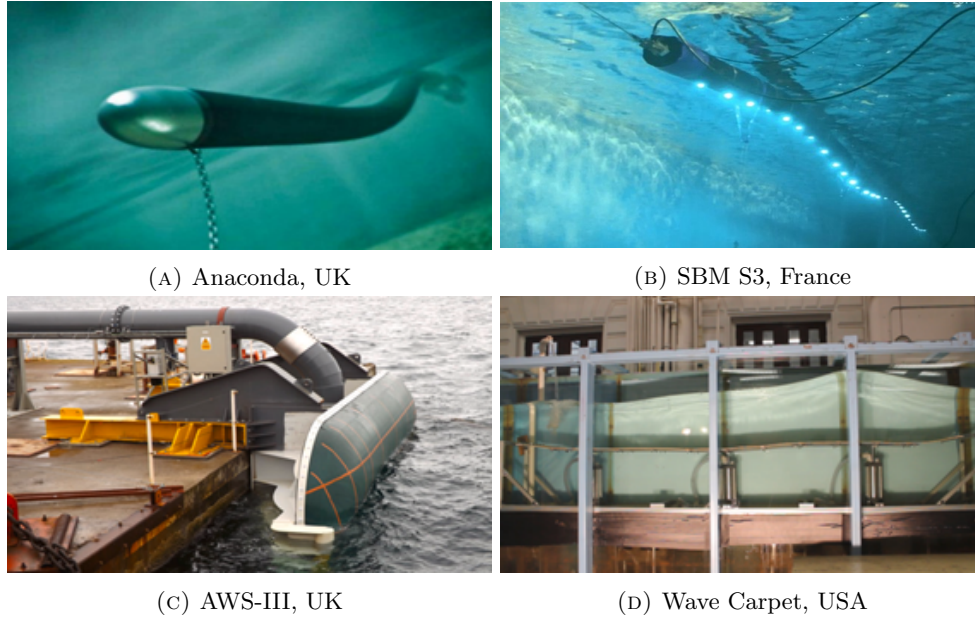 (A) Anaconda, UK
(B) SBM S3, France
(C) AWS-III, UK
(D) Wave Carpet, USA